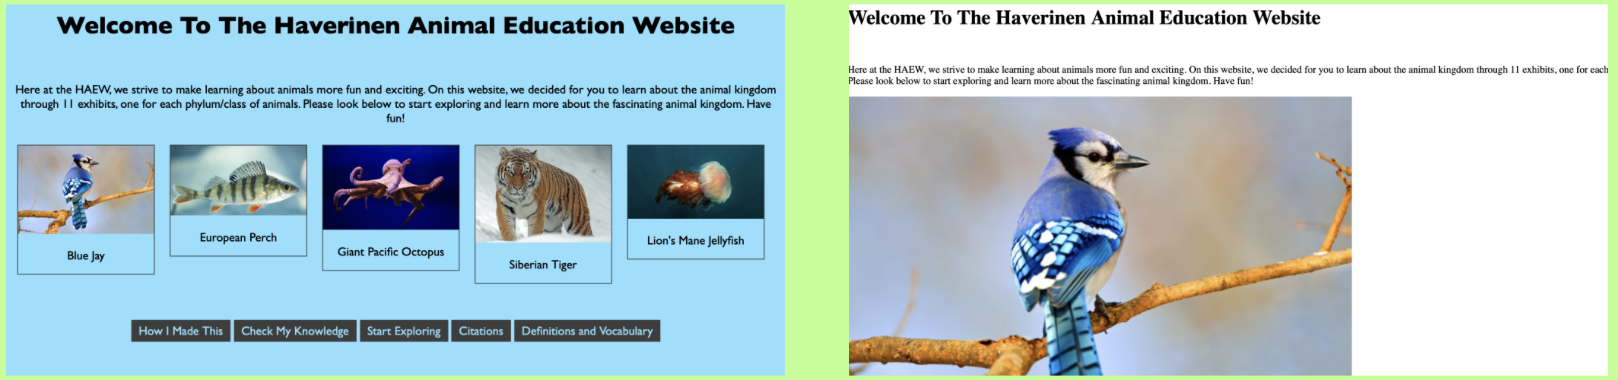 Welcome To The Haverinen Animal Education Website
Here at the HAEW, we strive to make learning about animals more fun and exciting. On this website, we decided for you to learn about the animal kingdom
through 11 exhibits, one for each phylum/class of animals. Please look below to start exploring and learn more about the fascinating animal kingdom. Have
fun!
Blue Jay
European Perch
Giant Pacific Octopus
Siberian Tiger
Lion's Mane Jellyfish
How I Made This
Check My Knowledge
Start Exploring
Citations
Definitions and Vocabulary
Welcome To The Haverinen Animal Education Website
Here at the HAEW, we strive to make learning about animals more fun and exciting. On this website, we decided for you to learn about the animal kingdom through 11 exhibits, one for each
Please look below to start exploring and learn more about the fascinating animal kingdom. Have fun!